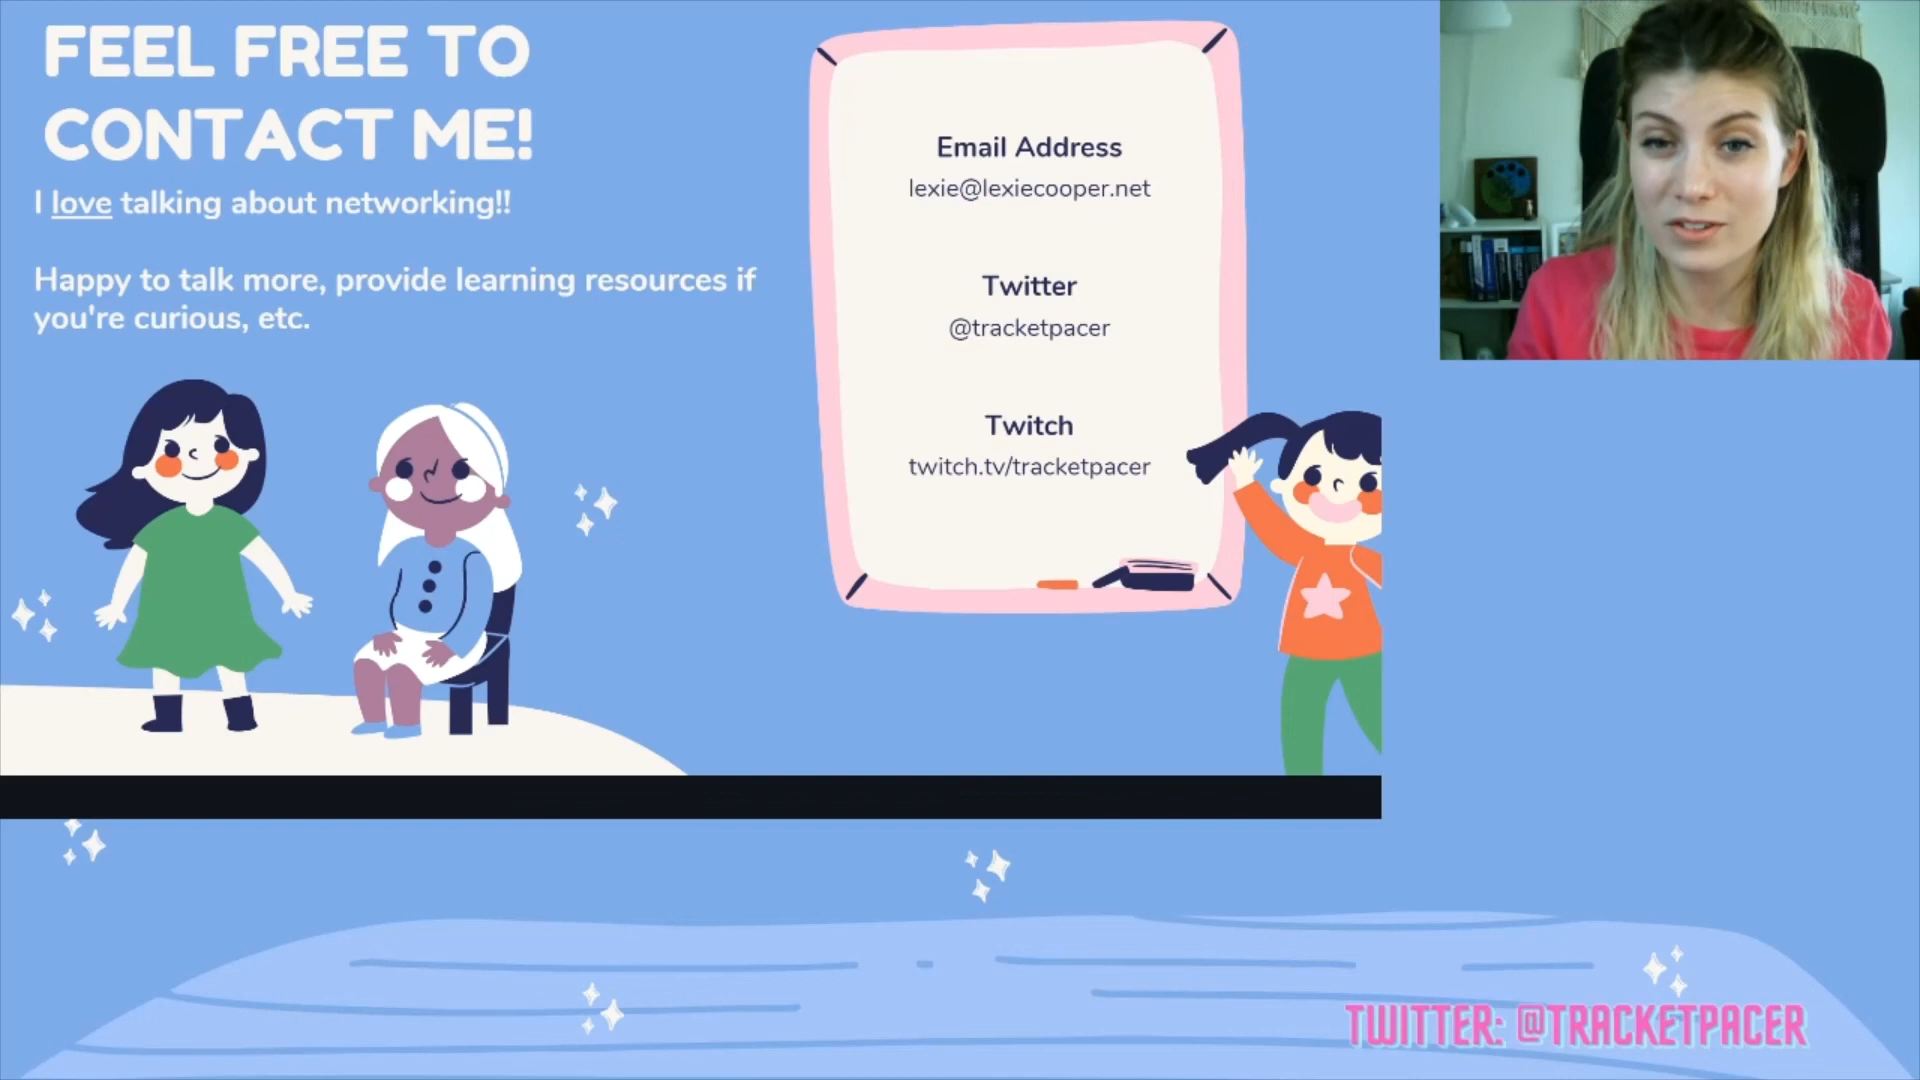 FEEL FREE TO
CONTACT ME!
I love talking about networking!!
Happy to talk more, provide learning resources if
you're curious, etc.
Email Address
lexie@lexiecooper.net
Twitter
@tracketpacer
Twitch
twitch.tv/tracketpacer
TWITTER: @TRACKETPACER